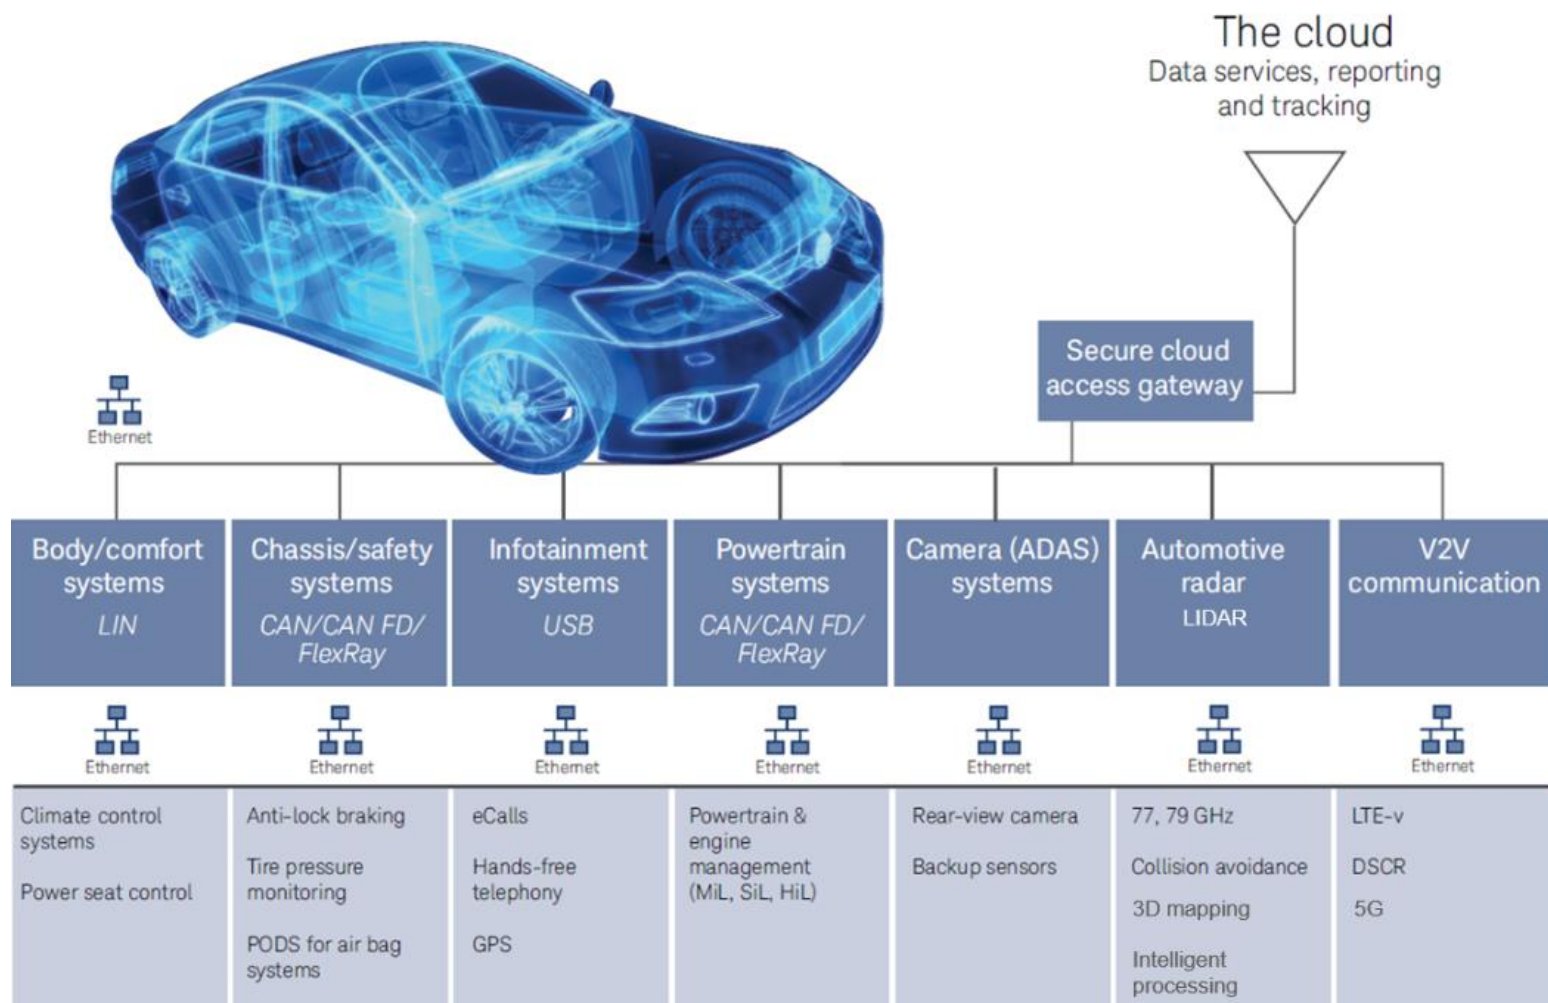 The cloud
Data services, reporting
and tracking
Secure cloud
access gateway
Ethernet
Body/comfort
systems
LIN
Chassis/safety
systems
CAN/CAN FD/
FlexRay
Infotainment
systems
USB
Powertrain
systems
CAN/CAN FD/
FlexRay
Camera (ADAS)
systems
Automotive
radar
LIDAR
V2V
communication
Ethernet
Ethernet
Ethernet
Ethernet
Ethernet
Ethernet
Ethernet
Climate control
systems
Power seat control
Anti-lock braking
Tire pressure
monitoring
PODS for air bag
systems
eCalls
Hands-free
telephony
GPS
Powertrain &
engine
management
(MiL, SiL, HiL)
Rear-view camera
Backup sensors
77, 79 GHz
Collision avoidance
3D mapping
Intelligent
processing
LTE-v
DSCR
5G